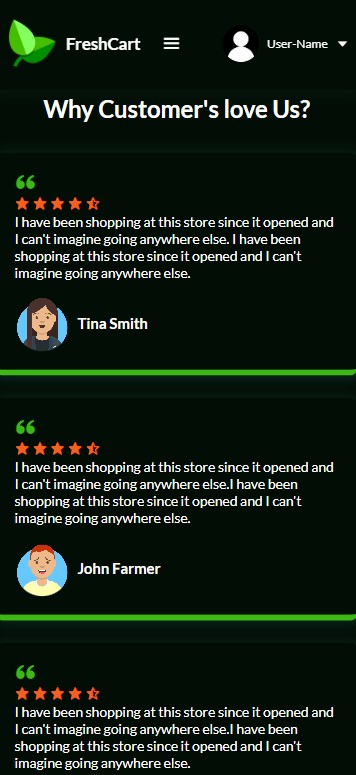 FreshCart
User-Name
Why Customer's love Us?
I have been shopping at this store since it opened and
I can't imagine going anywhere else. I have been
shopping at this store since it opened and I can't
imagine going anywhere else.
Tina Smith
I have been shopping at this store since it opened and
I can't imagine going anywhere else.I have been
shopping at this store since it opened and I can't
imagine going anywhere else.
John Farmer
I have been shopping at this store since it opened and
I can't imagine going anywhere else.I have been
shopping at this store since it opened and I can't
imagine going anywhere else.